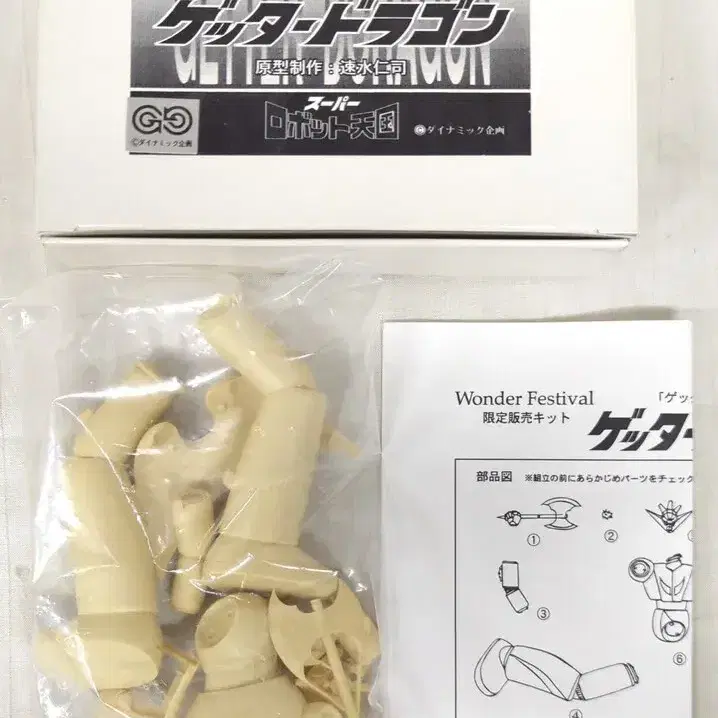 ゲッタードラゴン
GETTER DORAGON
原型制作：速水仁司
スーパー
ロボット天国
©ダイナミック企画
©ダイナミック企画
Wonder Festival
限定販売キット
「ゲッ
ゲッター
部品図 ※組立の前にあらかじめパーツをチェック
①
②
③
④
⑥